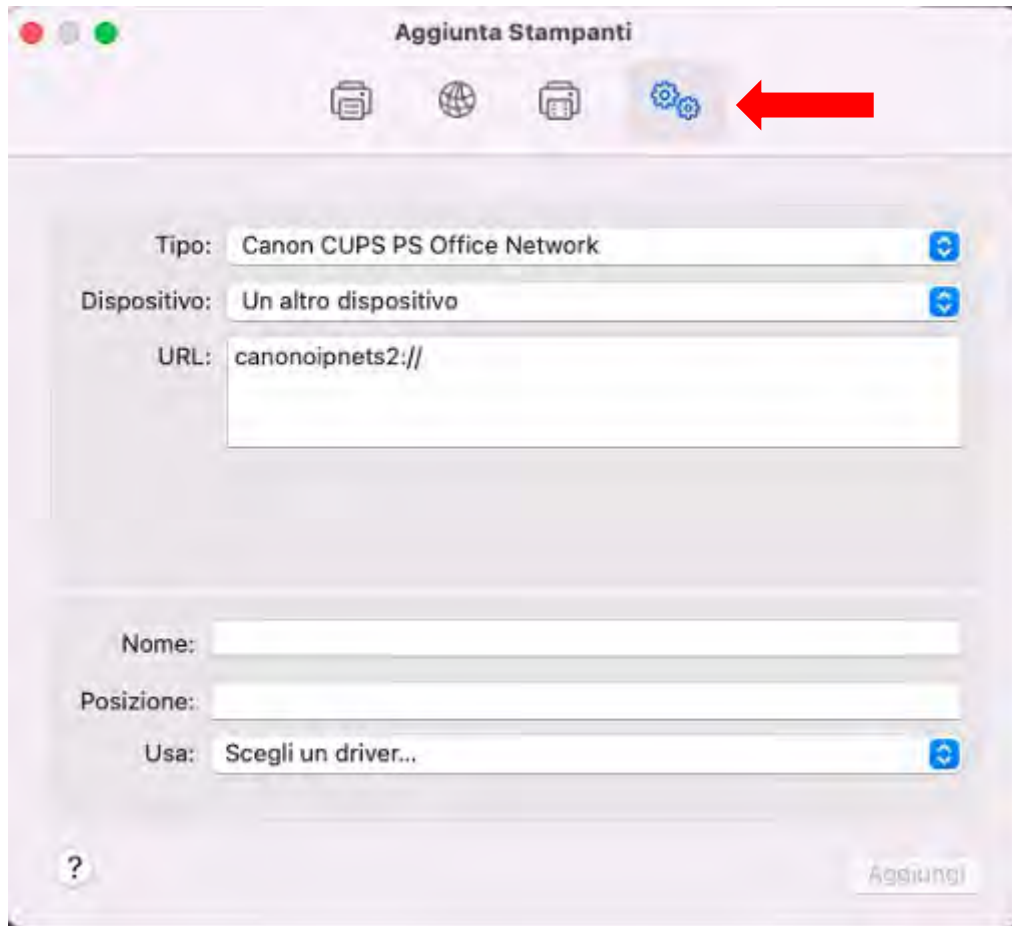 Aggiunta Stampanti
Tipo: Canon CUPS PS Office Network
Dispositivo: Un altro dispositivo
URL: canonoipnets2://
Nome:
Posizione:
Usa: Scegli un driver...
?
Aggiungi